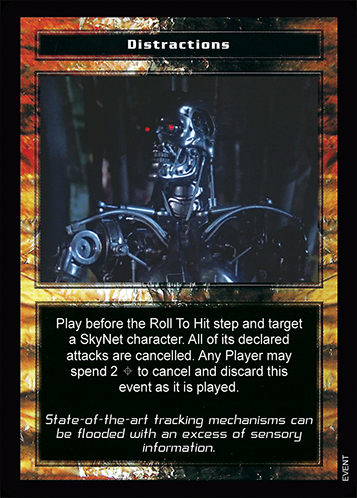 Distractions
Play before the Roll To Hit step and target
a SkyNet character. All of its declared
attacks are cancelled. Any Player may
spend 2 ⌖ to cancel and discard this
event as it is played.
State-of-the-art tracking mechanisms can
be flooded with an excess of sensory
information.
EVENT